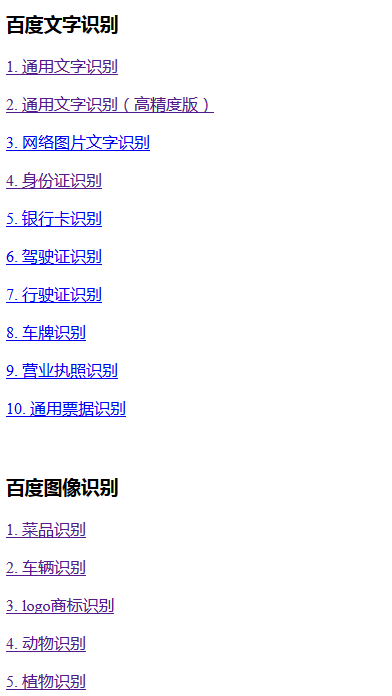 百度文字识别
1. 通用文字识别
2. 通用文字识别（高精度版）
3. 网络图片文字识别
4. 身份证识别
5. 银行卡识别
6. 驾驶证识别
7. 行驶证识别
8. 车牌识别
9. 营业执照识别
10. 通用票据识别
百度图像识别
1. 菜品识别
2. 车辆识别
3. logo商标识别
4. 动物识别
5. 植物识别